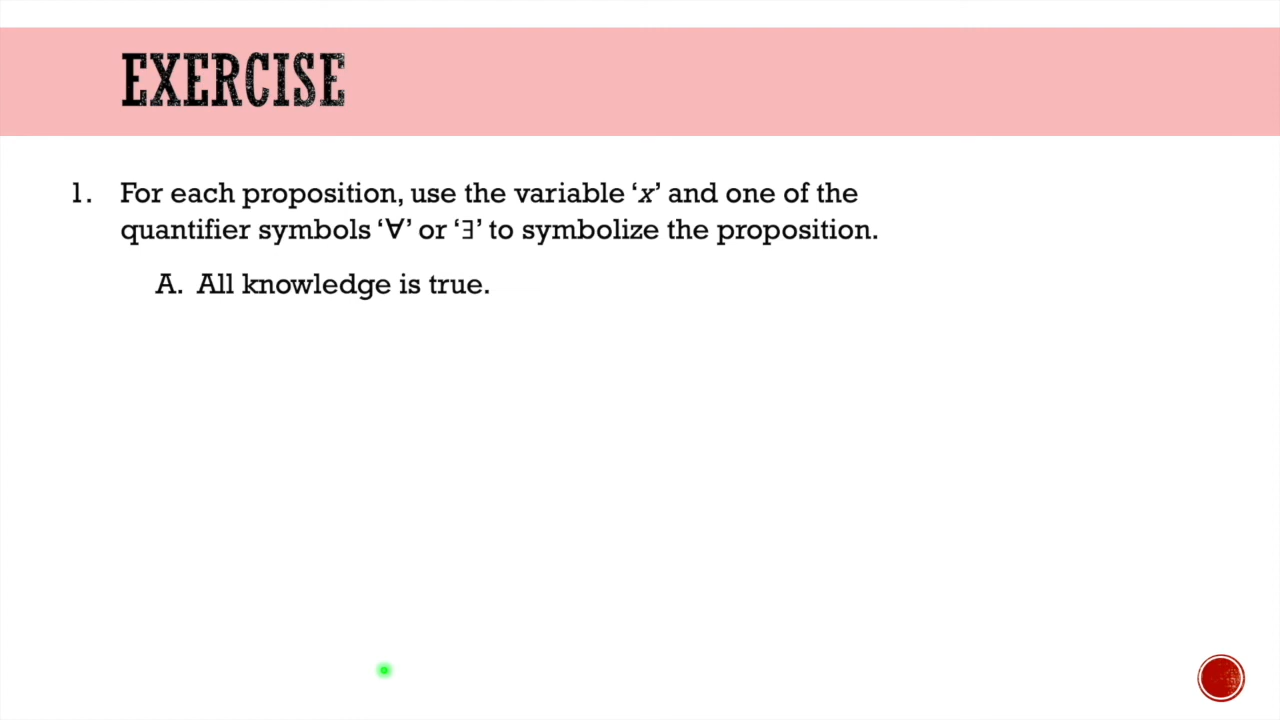 EXERCISE
1. For each proposition, use the variable ‘x’ and one of the
quantifier symbols ‘∀’ or ‘∃’ to symbolize the proposition.
A. All knowledge is true.